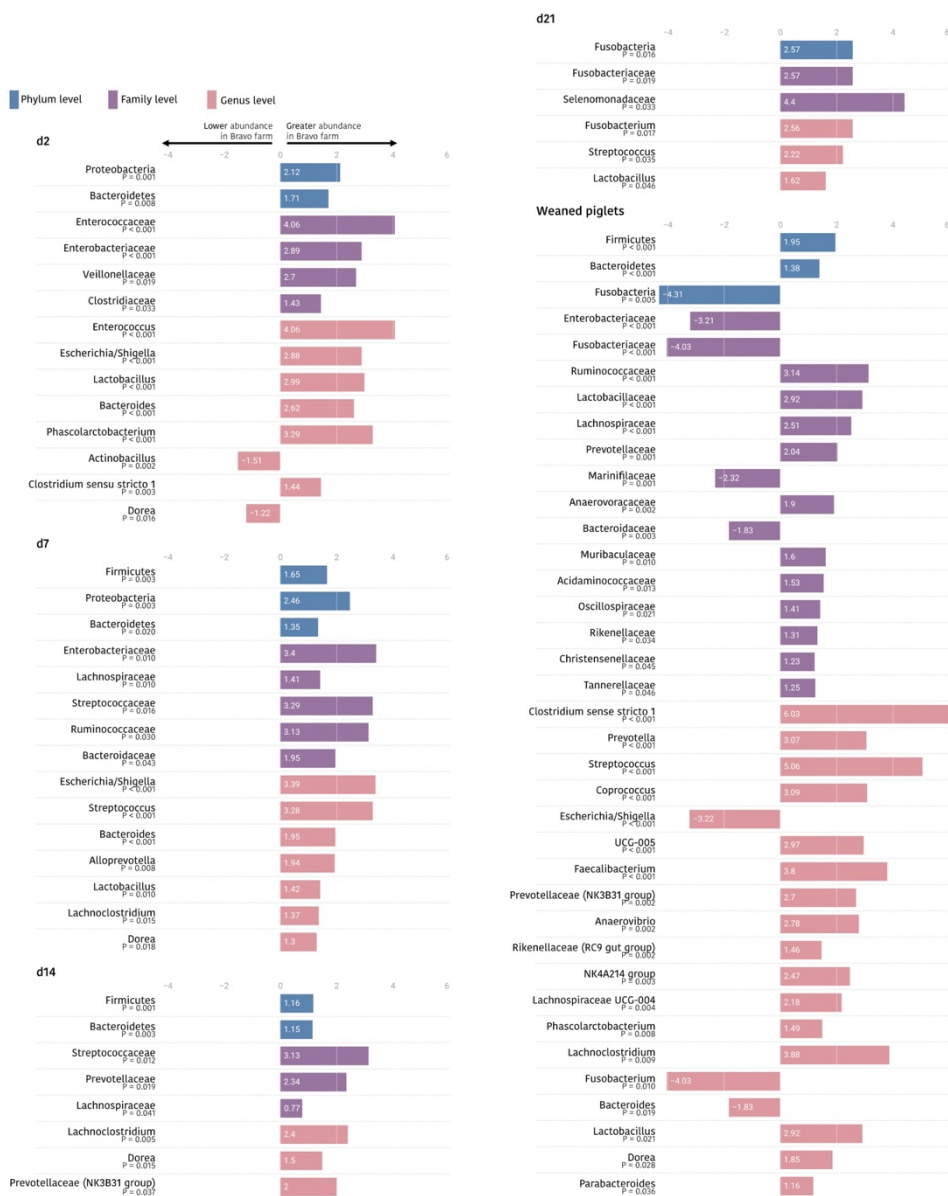 Phylum level
Family level
Genus level
Lower abundance
in Bravo farm
Greater abundance
in Bravo farm
d2
−4 −2 0 2 4 6
Proteobacteria
P = 0.001
2.12
Bacteroidetes
P = 0.008
1.71
Enterococcaceae
P < 0.001
4.06
Enterobacteriaceae
P < 0.001
2.89
Veillonellaceae
P = 0.019
2.7
Clostridiaceae
P = 0.033
1.43
Enterococcus
P < 0.001
4.06
Escherichia/Shigella
P < 0.001
2.88
Lactobacillus
P < 0.001
2.99
Bacteroides
P < 0.001
2.62
Phascolarctobacterium
P < 0.001
3.29
Actinobacillus
P = 0.002
−1.51
Clostridium sensu stricto 1
P = 0.003
1.44
Dorea
P = 0.016
−1.22
d7
−4 −2 0 2 4 6
Firmicutes
P = 0.003
1.65
Proteobacteria
P = 0.003
2.46
Bacteroidetes
P = 0.020
1.35
Enterobacteriaceae
P = 0.010
3.4
Lachnospiraceae
P = 0.010
1.41
Streptococcaceae
P = 0.016
3.29
Ruminococcaceae
P = 0.030
3.13
Bacteroidaceae
P = 0.043
1.95
Escherichia/Shigella
P < 0.001
3.39
Streptococcus
P < 0.001
3.28
Bacteroides
P < 0.001
1.95
Alloprevotella
P = 0.008
1.94
Lactobacillus
P = 0.010
1.42
Lachnoclostridium
P = 0.015
1.37
Dorea
P = 0.018
1.3
d14
−4 −2 0 2 4 6
Firmicutes
P = 0.001
1.16
Bacteroidetes
P = 0.003
1.15
Streptococcaceae
P = 0.012
3.13
Prevotellaceae
P = 0.019
2.34
Lachnospiraceae
P = 0.041
0.77
Lachnoclostridium
P = 0.005
2.4
Dorea
P = 0.015
1.5
Prevotellaceae (NK3B31 group)
P = 0.037
2
d21
−4 −2 0 2 4 6
Fusobacteria
P = 0.016
2.57
Fusobacteriaceae
P = 0.019
2.57
Selenomonadaceae
P = 0.033
4.4
Fusobacterium
P = 0.017
2.56
Streptococcus
P = 0.035
2.22
Lactobacillus
P = 0.046
1.62
Weaned piglets
−4 −2 0 2 4 6
Firmicutes
P < 0.001
1.95
Bacteroidetes
P < 0.001
1.38
Fusobacteria
P = 0.005
−4.31
Enterobacteriaceae
P < 0.001
−3.21
Fusobacteriaceae
P < 0.001
−4.03
Ruminococcaceae
P < 0.001
3.14
Lactobacillaceae
P < 0.001
2.92
Lachnospiraceae
P < 0.001
2.51
Prevotellaceae
P = 0.001
2.04
Marinifilaceae
P = 0.001
−2.32
Anaerovoracaceae
P = 0.002
1.9
Bacteroidaceae
P = 0.003
−1.83
Muribaculaceae
P = 0.010
1.6
Acidaminococcaceae
P = 0.013
1.53
Oscillospiraceae
P = 0.021
1.41
Rikenellaceae
P = 0.034
1.31
Christensenellaceae
P = 0.045
1.23
Tannerellaceae
P = 0.046
1.25
Clostridium sense stricto 1
P < 0.001
6.03
Prevotella
P < 0.001
3.07
Streptococcus
P < 0.001
5.06
Coprococcus
P < 0.001
3.09
Escherichia/Shigella
P < 0.001
−3.22
UCG-005
P < 0.001
2.97
Faecalibacterium
P < 0.001
3.8
Prevotellaceae (NK3B31 group)
P = 0.002
2.7
Anaerovibrio
P = 0.002
2.78
Rikenellaceae (RC9 gut group)
P = 0.002
1.46
NK4A214 group
P = 0.003
2.47
Lachnospiraceae UCG-004
P = 0.004
2.18
Phascolarctobacterium
P = 0.008
1.49
Lachnoclostridium
P = 0.009
3.88
Fusobacterium
P = 0.010
−4.03
Bacteroides
P = 0.019
−1.83
Lactobacillus
P = 0.021
2.92
Dorea
P = 0.028
1.85
Parabacteroides
P = 0.036
1.16